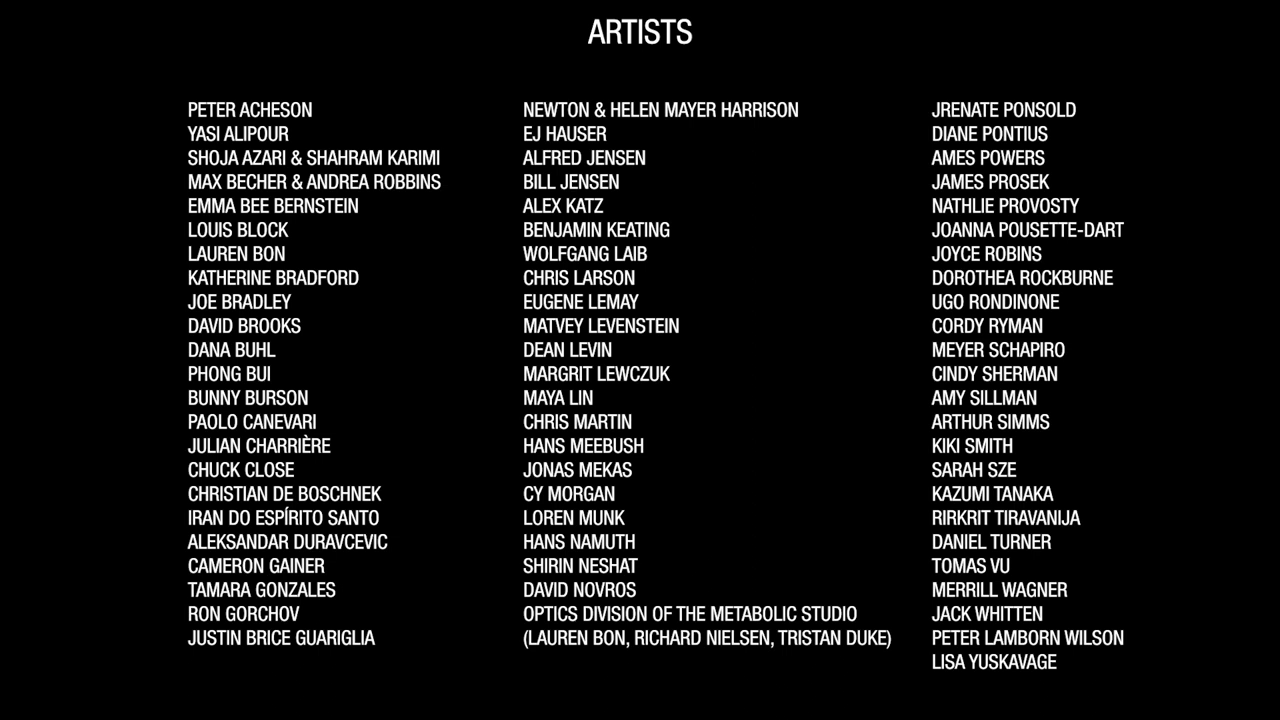 ARTISTS
PETER ACHESON
YASI ALIPOUR
SHOJA AZARI & SHAHRAM KARIMI
MAX BECHER & ANDREA ROBBINS
EMMA BEE BERNSTEIN
LOUIS BLOCK
LAUREN BON
KATHERINE BRADFORD
JOE BRADLEY
DAVID BROOKS
DANA BUHL
PHONG BUI
BUNNY BURSON
PAOLO CANEVARI
JULIAN CHARRIÈRE
CHUCK CLOSE
CHRISTIAN DE BOSCHNEK
IRAN DO ESPÍRITO SANTO
ALEKSANDAR DURAVCEVIC
CAMERON GAINER
TAMARA GONZALES
RON GORCHOV
JUSTIN BRICE GUARIGLIA
NEWTON & HELEN MAYER HARRISON
EJ HAUSER
ALFRED JENSEN
BILL JENSEN
ALEX KATZ
BENJAMIN KEATING
WOLFGANG LAIB
CHRIS LARSON
EUGENE LEMAY
MATVEY LEVENSTEIN
DEAN LEVIN
MARGRIT LEWCZUK
MAYA LIN
CHRIS MARTIN
HANS MEEBUSH
JONAS MEKAS
CY MORGAN
LOREN MUNK
HANS NAMUTH
SHIRIN NESHAT
DAVID NOVROS
OPTICS DIVISION OF THE METABOLIC STUDIO
(LAUREN BON, RICHARD NIELSEN, TRISTAN DUKE)
JRENATE PONSOLD
DIANE PONTIUS
AMES POWERS
JAMES PROSEK
NATHLIE PROVOSTY
JOANNA POUSETTE-DART
JOYCE ROBINS
DOROTHEA ROCKBURNE
UGO RONDINONE
CORDY RYMAN
MEYER SCHAPIRO
CINDY SHERMAN
AMY SILLMAN
ARTHUR SIMMS
KIKI SMITH
SARAH SZE
KAZUMI TANAKA
RIRKRIT TIRAVANIJA
DANIEL TURNER
TOMAS VU
MERRILL WAGNER
JACK WHITTEN
PETER LAMBORN WILSON
LISA YUSKAVAGE